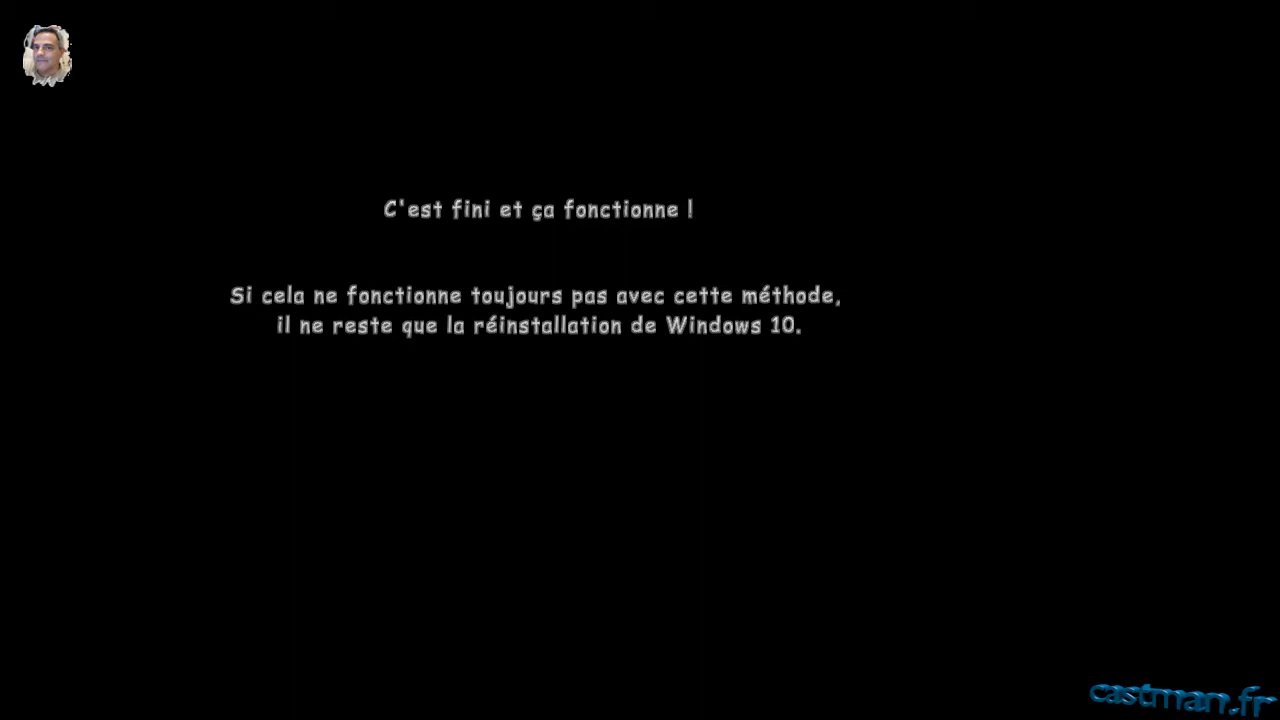 C'est fini et ça fonctionne !
Si cela ne fonctionne toujours pas avec cette méthode,
il ne reste que la réinstallation de Windows 10.
castman.fr